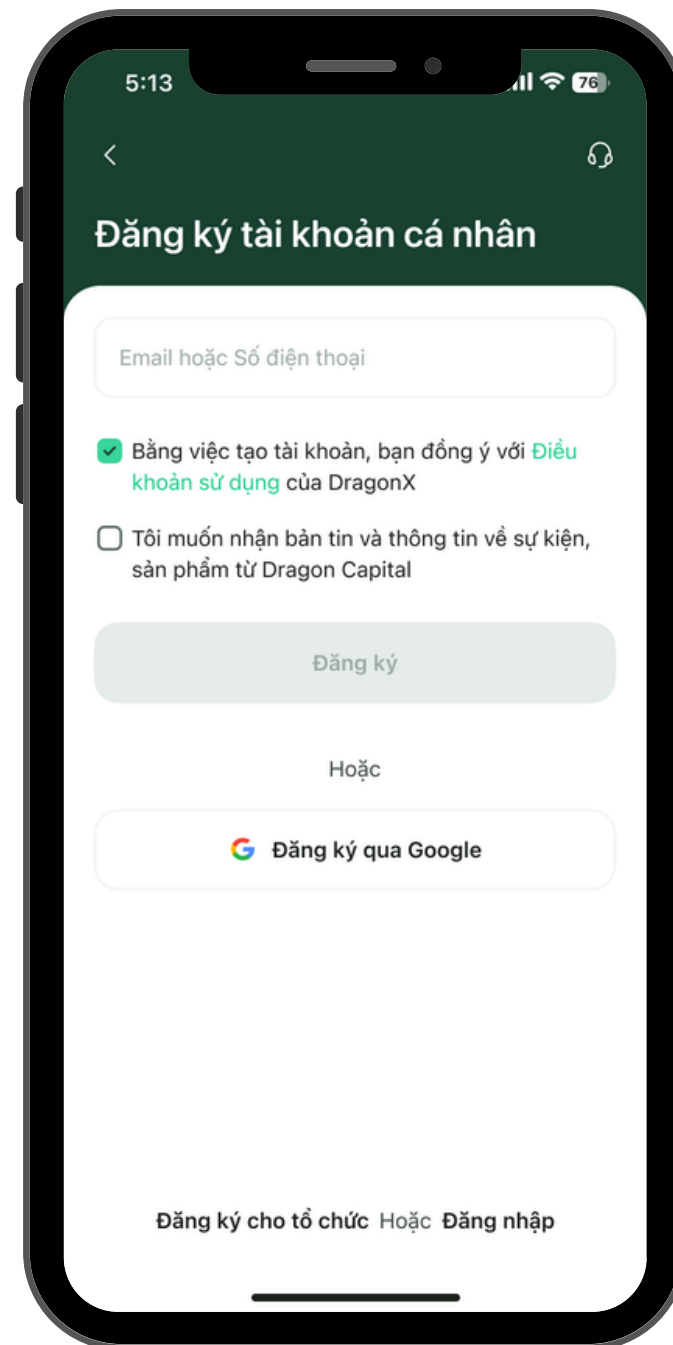 5:13
76
Đăng ký tài khoản cá nhân
Email hoặc Số điện thoại
Bằng việc tạo tài khoản, bạn đồng ý với Điều
khoản sử dụng của DragonX
Tôi muốn nhận bản tin và thông tin về sự kiện,
sản phẩm từ Dragon Capital
Đăng ký
Hoặc
Đăng ký qua Google
Đăng ký cho tổ chức Hoặc Đăng nhập